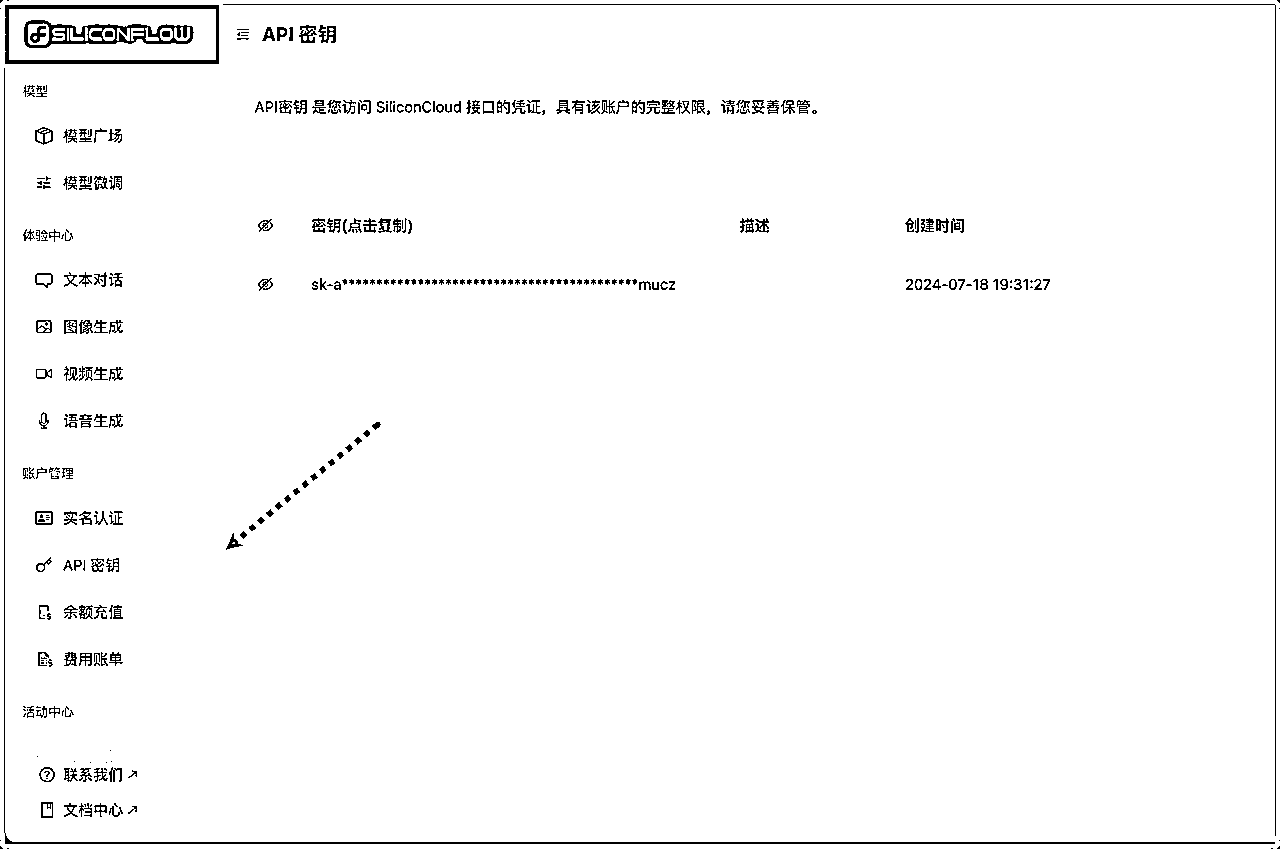 SILICONFLOW
API 密钥
模型
API密钥 是您访问 SiliconCloud 接口的凭证，具有该账户的完整权限，请您妥善保管。
模型广场
模型微调
密钥(点击复制) 描述 创建时间
体验中心
文本对话
sk-a******************************************mucz 2024-07-18 19:31:27
图像生成
视频生成
语音生成
账户管理
实名认证
API 密钥
余额充值
费用账单
活动中心
联系我们 ↗
文档中心 ↗